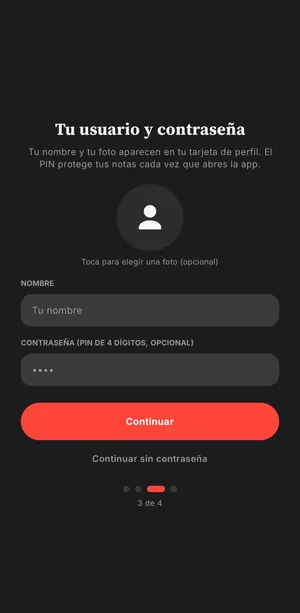 Tu usuario y contraseña
Tu nombre y tu foto aparecen en tu tarjeta de perfil. El
PIN protege tus notas cada vez que abres la app.
Toca para elegir una foto (opcional)
NOMBRE
Tu nombre
CONTRASEÑA (PIN DE 4 DÍGITOS, OPCIONAL)
••••
Continuar
Continuar sin contraseña
3 de 4